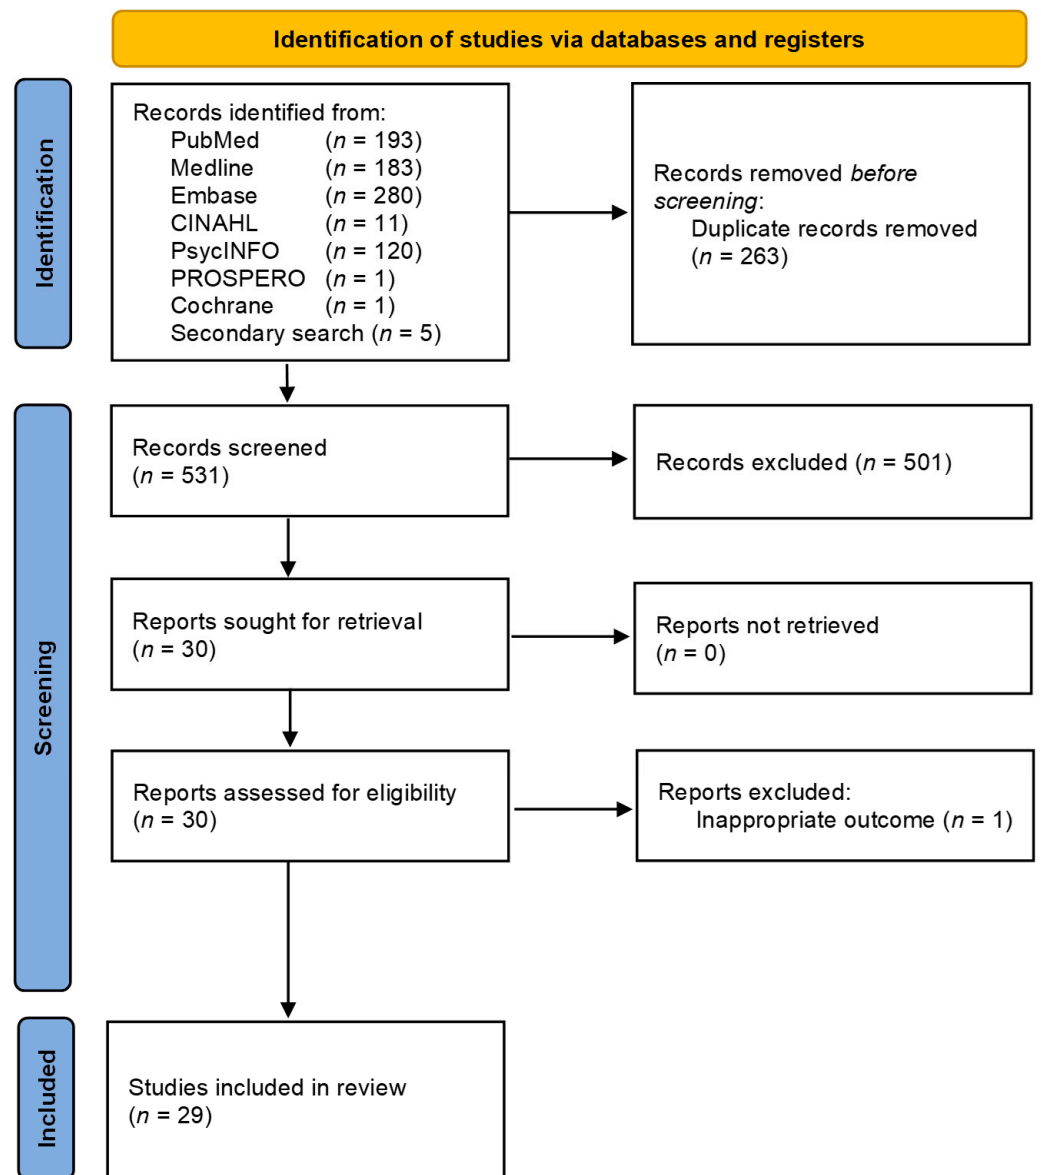 Identification of studies via databases and registers
Identification
Records identified from:
PubMed (n = 193)
Medline (n = 183)
Embase (n = 280)
CINAHL (n = 11)
PsycINFO (n = 120)
PROSPERO (n = 1)
Cochrane (n = 1)
Secondary search (n = 5)
Records removed before
screening:
Duplicate records removed
(n = 263)
Screening
Records screened
(n = 531)
Records excluded (n = 501)
Reports sought for retrieval
(n = 30)
Reports not retrieved
(n = 0)
Reports assessed for eligibility
(n = 30)
Reports excluded:
Inappropriate outcome (n = 1)
Included
Studies included in review
(n = 29)